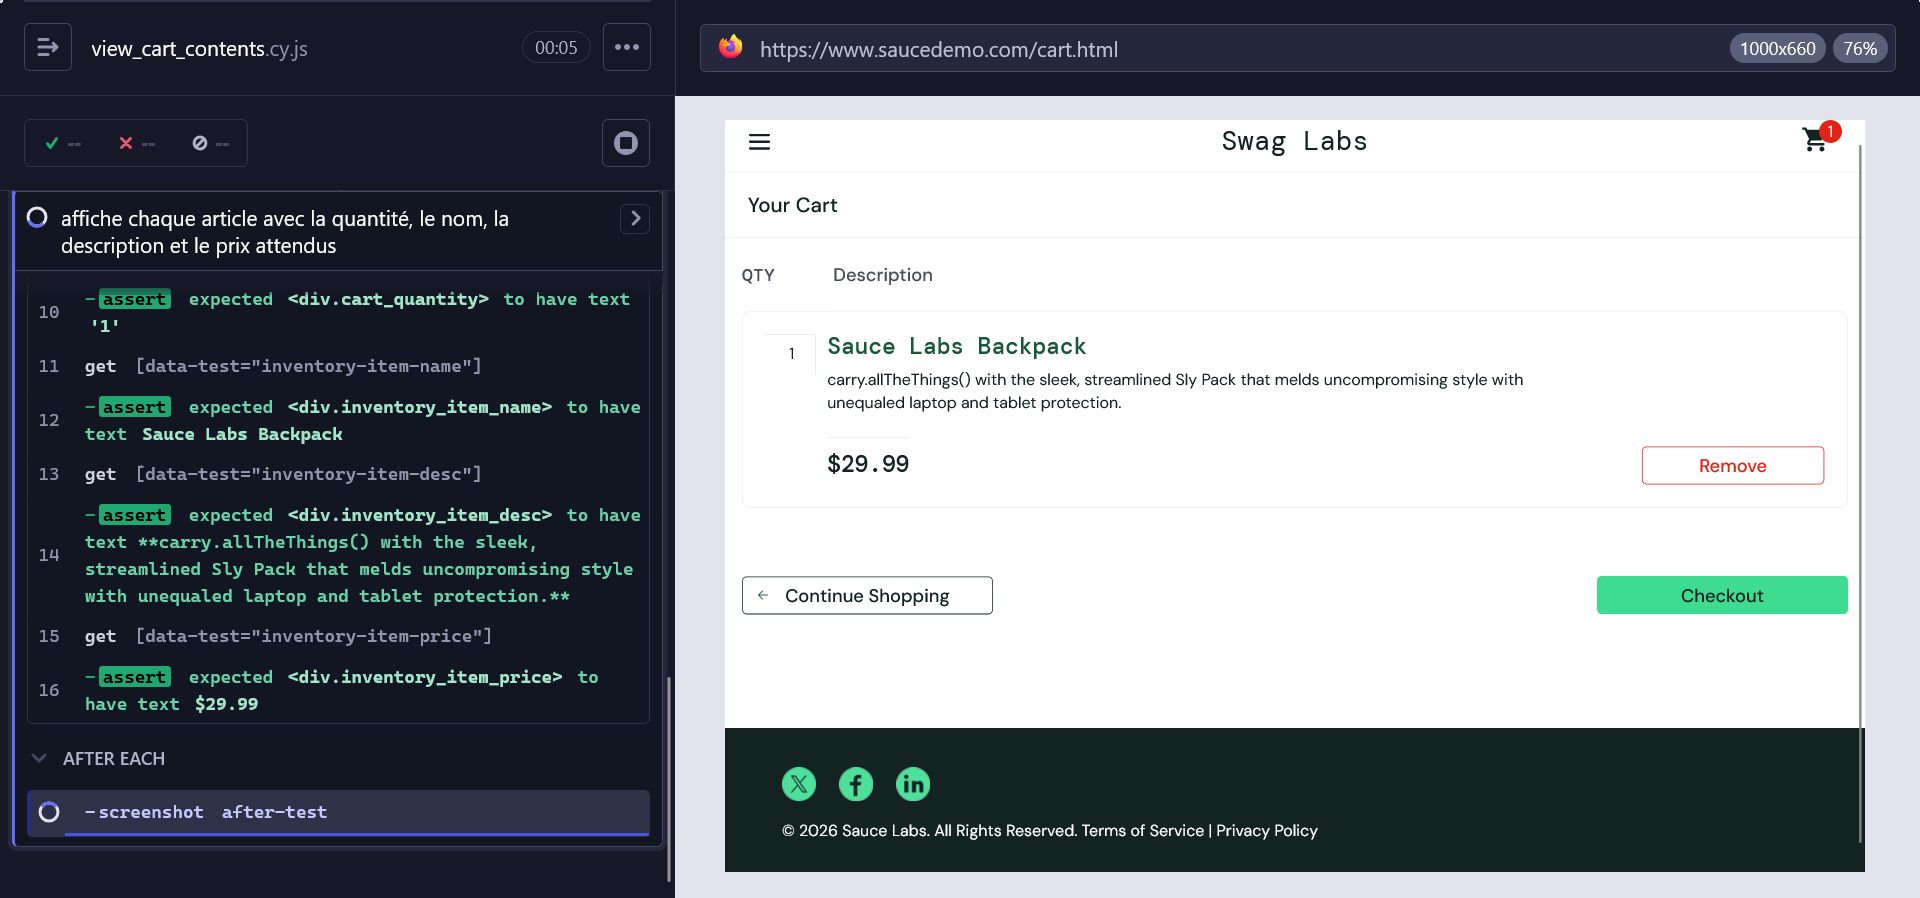 view_cart_contents.cy.js
00:05
--
--
--
affiche chaque article avec la quantité, le nom, la
description et le prix attendus
10 -assert expected <div.cart_quantity> to have text
'1'
11 get [data-test="inventory-item-name"]
12 -assert expected <div.inventory_item_name> to have
text Sauce Labs Backpack
13 get [data-test="inventory-item-desc"]
14 -assert expected <div.inventory_item_desc> to have
text **carry.allTheThings() with the sleek,
streamlined Sly Pack that melds uncompromising style
with unequaled laptop and tablet protection.**
15 get [data-test="inventory-item-price"]
16 -assert expected <div.inventory_item_price> to
have text $29.99
AFTER EACH
-screenshot after-test
https://www.saucedemo.com/cart.html
1000x660
76%
Swag Labs
1
Your Cart
QTY Description
1
Sauce Labs Backpack
carry.allTheThings() with the sleek, streamlined Sly Pack that melds uncompromising style with
unequaled laptop and tablet protection.
$29.99
Remove
Continue Shopping
Checkout
© 2026 Sauce Labs. All Rights Reserved. Terms of Service | Privacy Policy